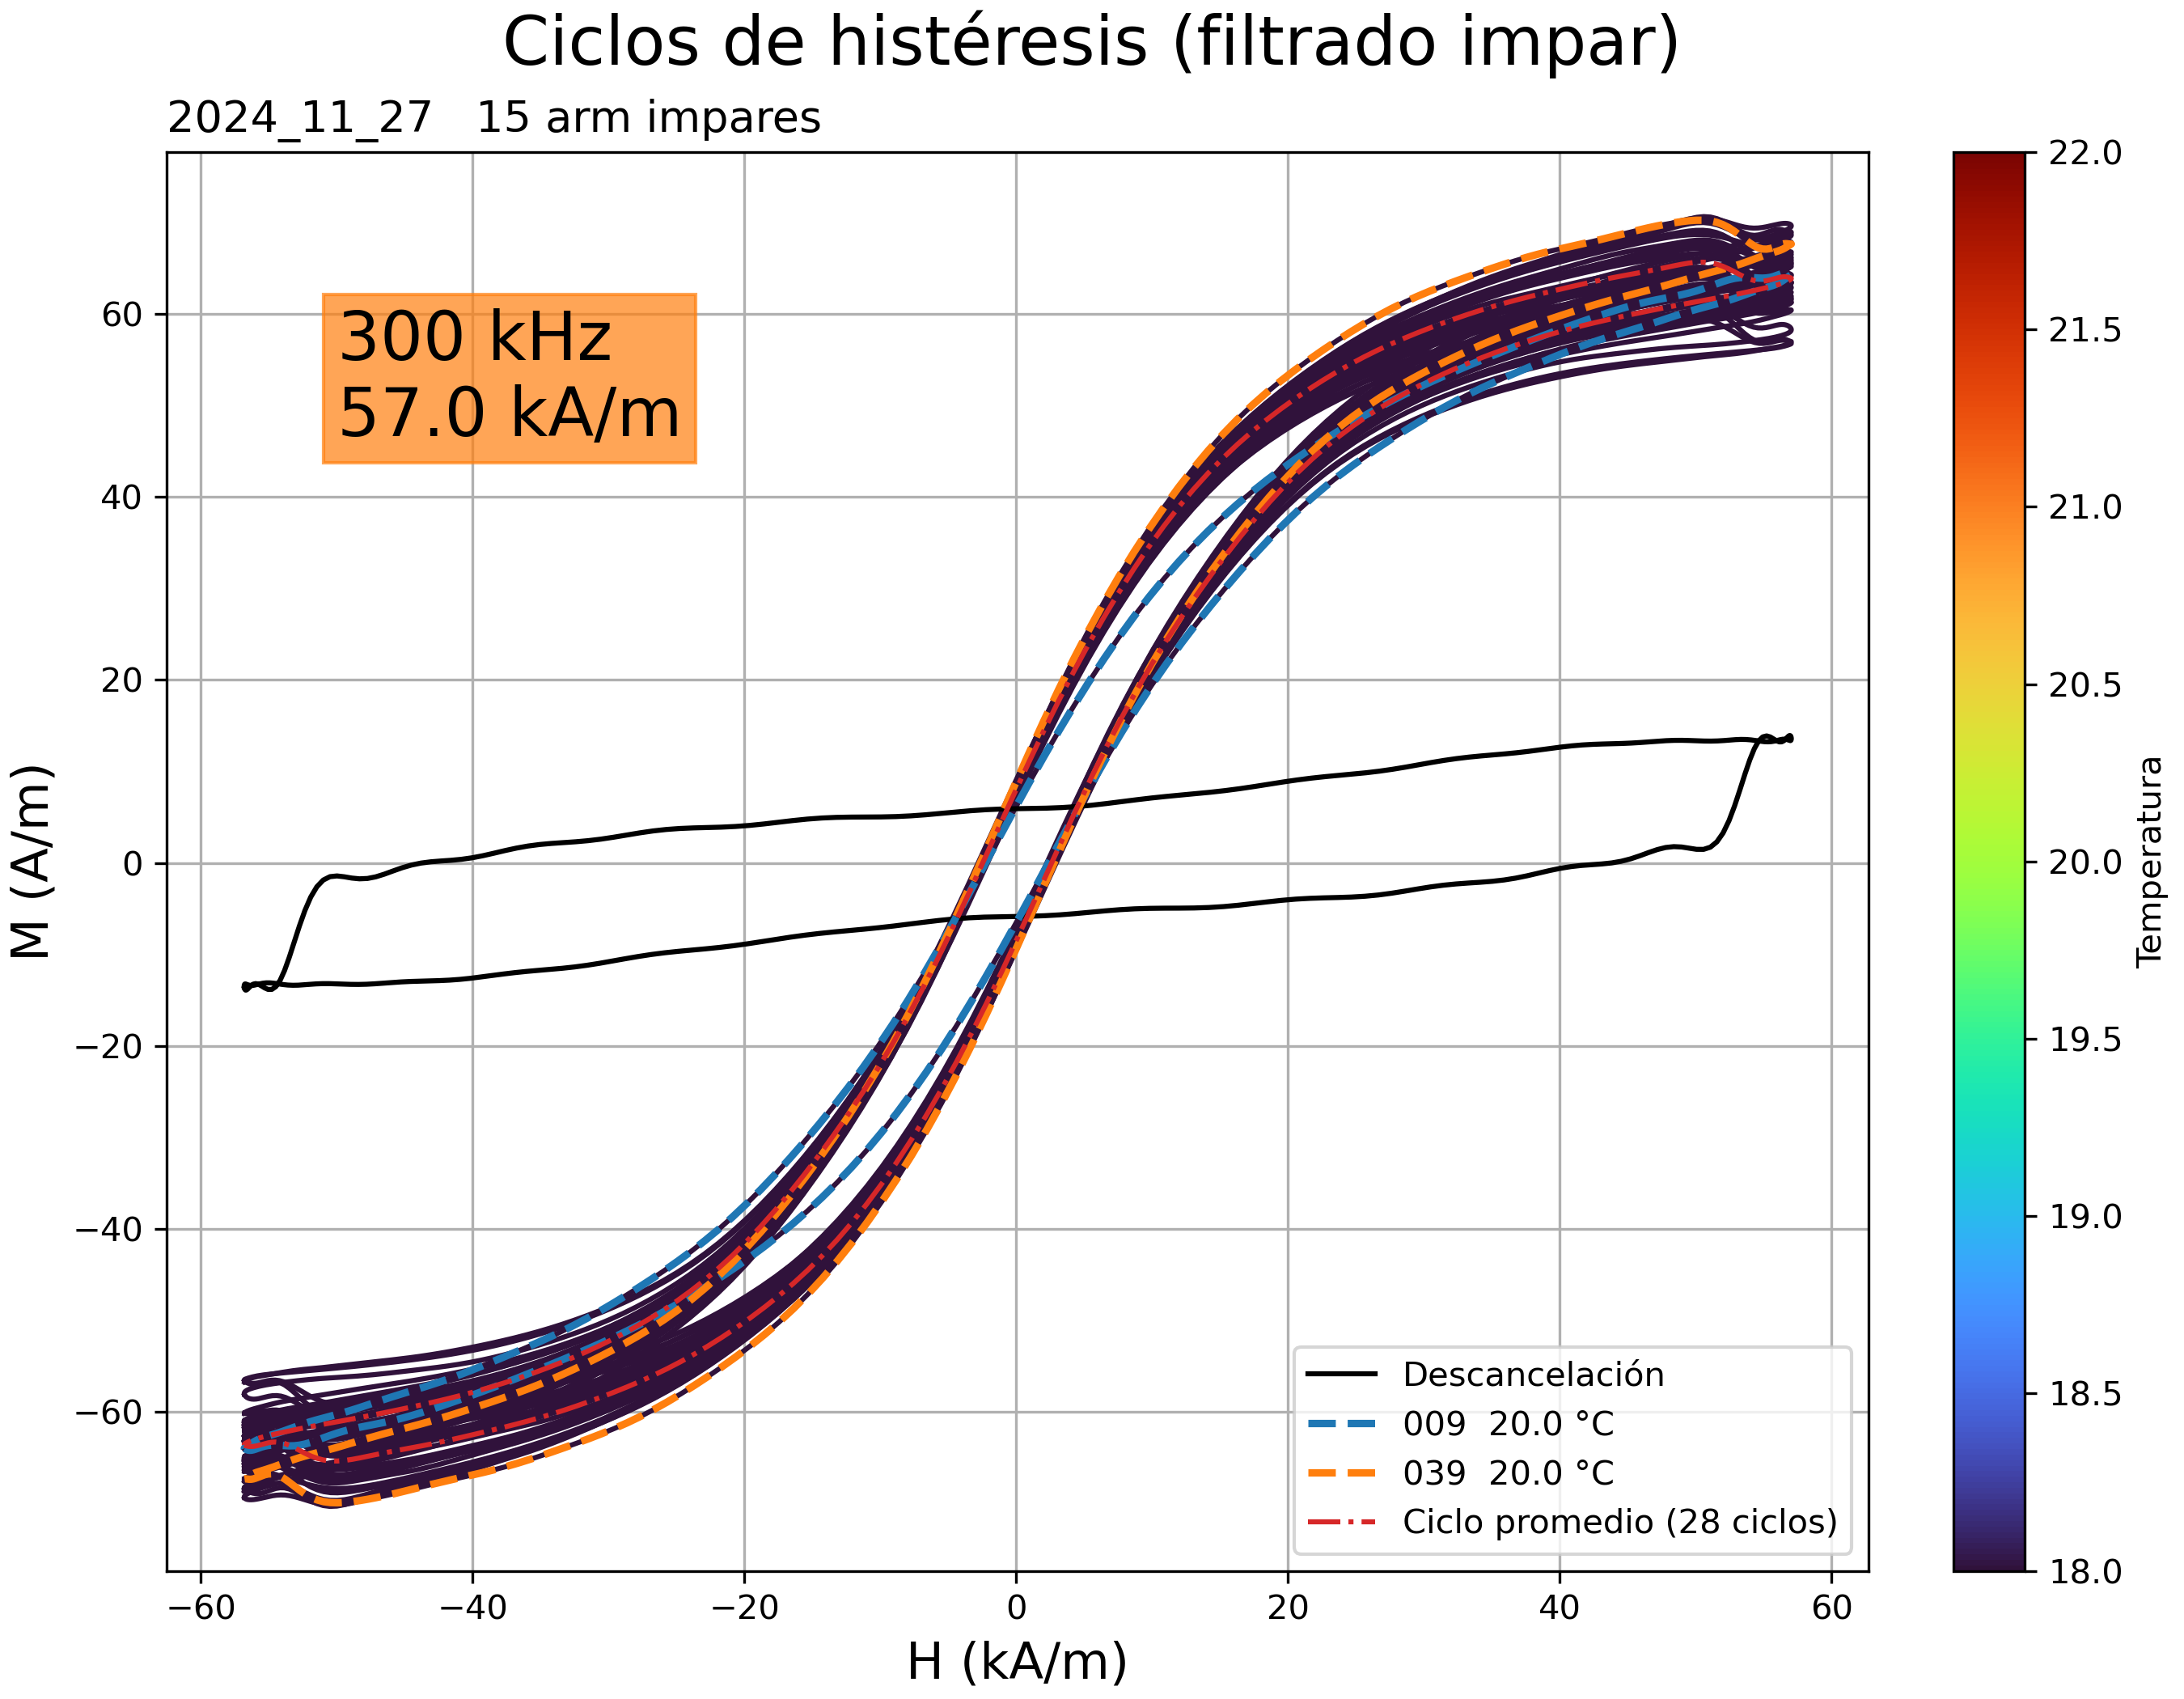 Ciclos de histéresis (filtrado impar)
2024_11_27   15 arm impares
300 kHz
57.0 kA/m
M (A/m)
60
40
20
0
−20
−40
−60
−60
−40
−20
0
20
40
60
H (kA/m)
Descancelación
009  20.0 °C
039  20.0 °C
Ciclo promedio (28 ciclos)
22.0
21.5
21.0
20.5
20.0
19.5
19.0
18.5
18.0
Temperatura